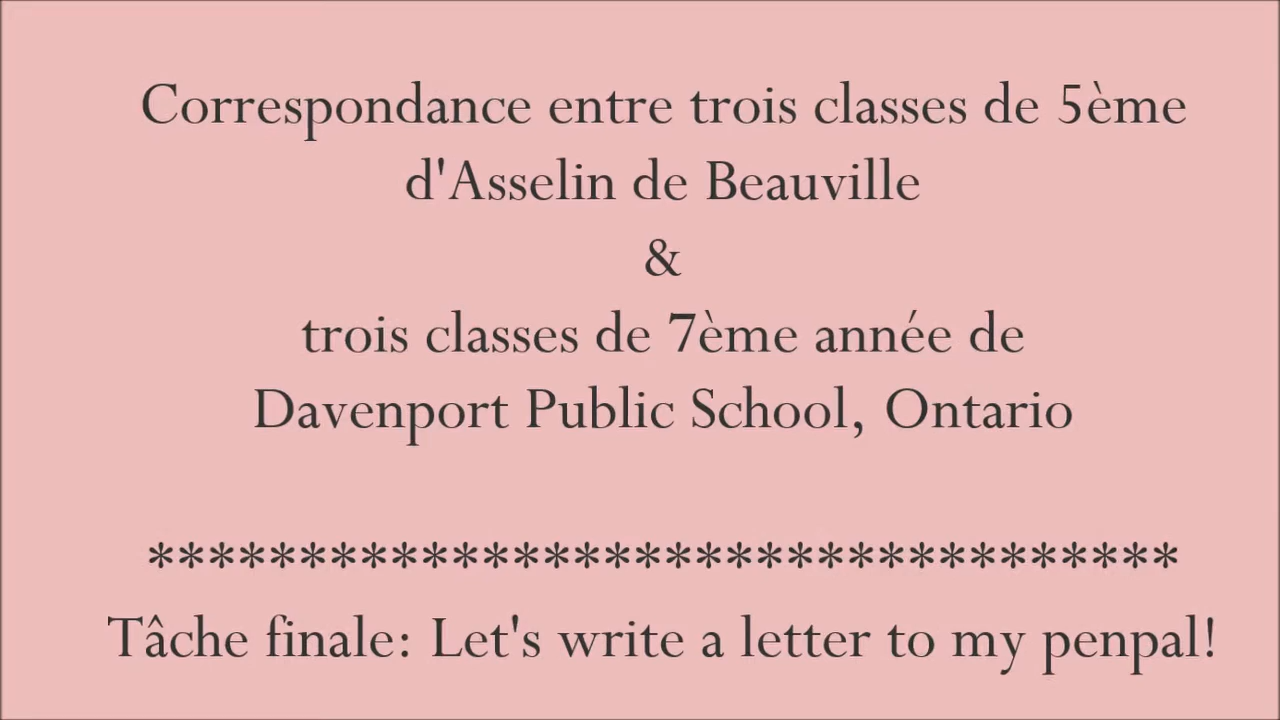 Correspondance entre trois classes de 5ème
d'Asselin de Beauville
&
trois classes de 7ème année de
Davenport Public School, Ontario
**********************************
Tâche finale: Let's write a letter to my penpal!